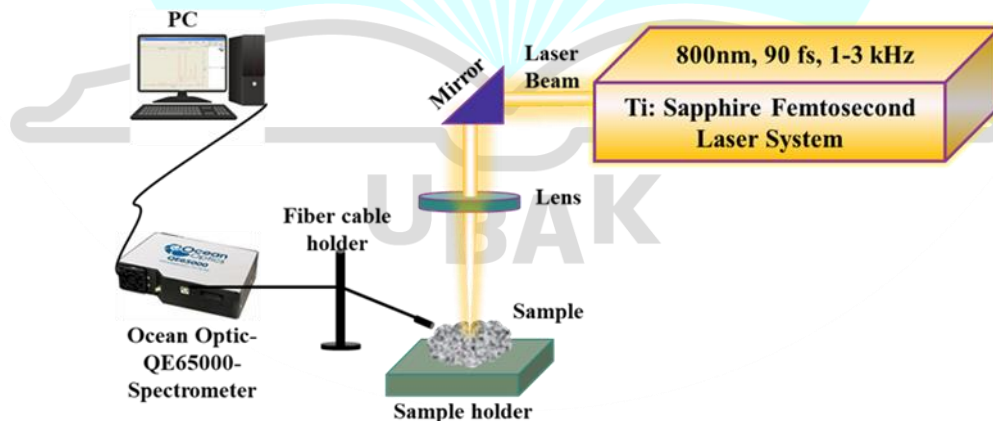 PC
800nm, 90 fs, 1-3 kHz
Ti: Sapphire Femtosecond
Laser System
Laser
Beam
Mirror
Lens
UBAK
Fiber cable
holder
Ocean
Optics
QE65000
Sample
Ocean Optic-
QE65000-
Spectrometer
Sample holder